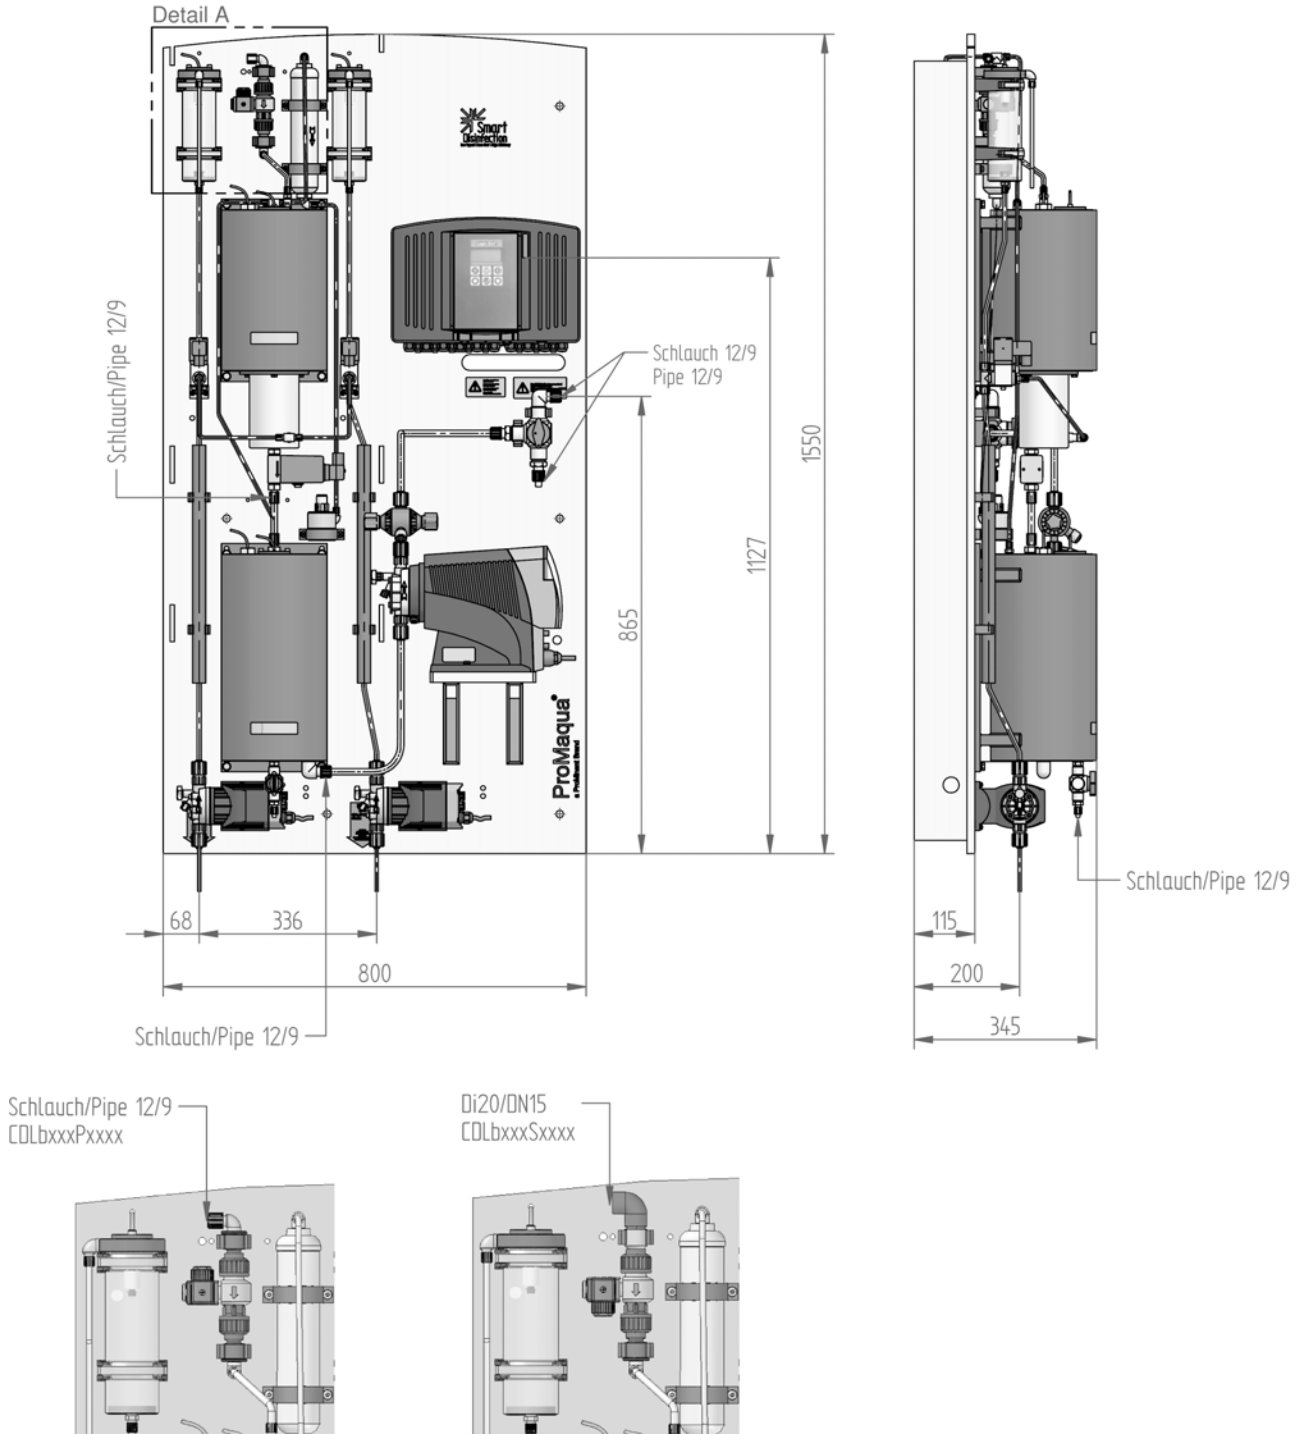 Detail A
Smart
Disinfection
Schlauch/Pipe 12/9
Schlauch 12/9
Pipe 12/9
1550
1127
865
ProMaqua®
a ProMinent Brand
68
336
800
Schlauch/Pipe 12/9
115
200
345
Schlauch/Pipe 12/9
Schlauch/Pipe 12/9
CDLbxxxPxxxx
Di20/DN15
CDLbxxxSxxxx